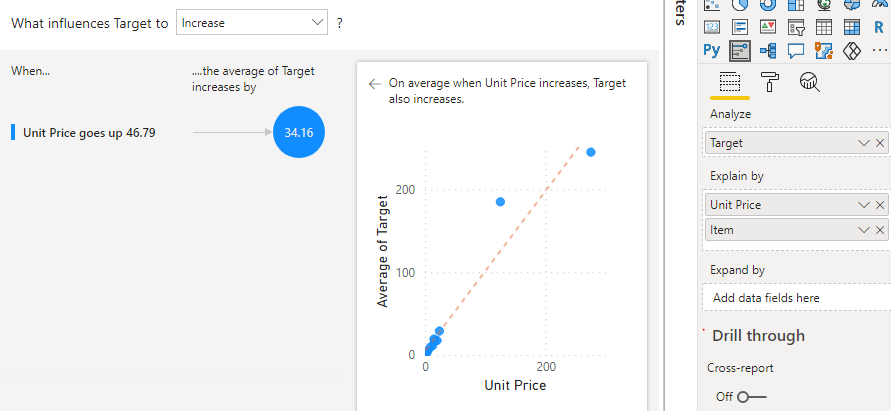 What influences Target to Increase ?
When...
....the average of Target
increases by
Unit Price goes up 46.79
34.16
On average when Unit Price increases, Target
also increases.
Average of Target
200
100
0
0
200
Unit Price
ters
R
Py
...
Analyze
Target
Explain by
Unit Price
Item
Expand by
Add data fields here
Drill through
Cross-report
Off